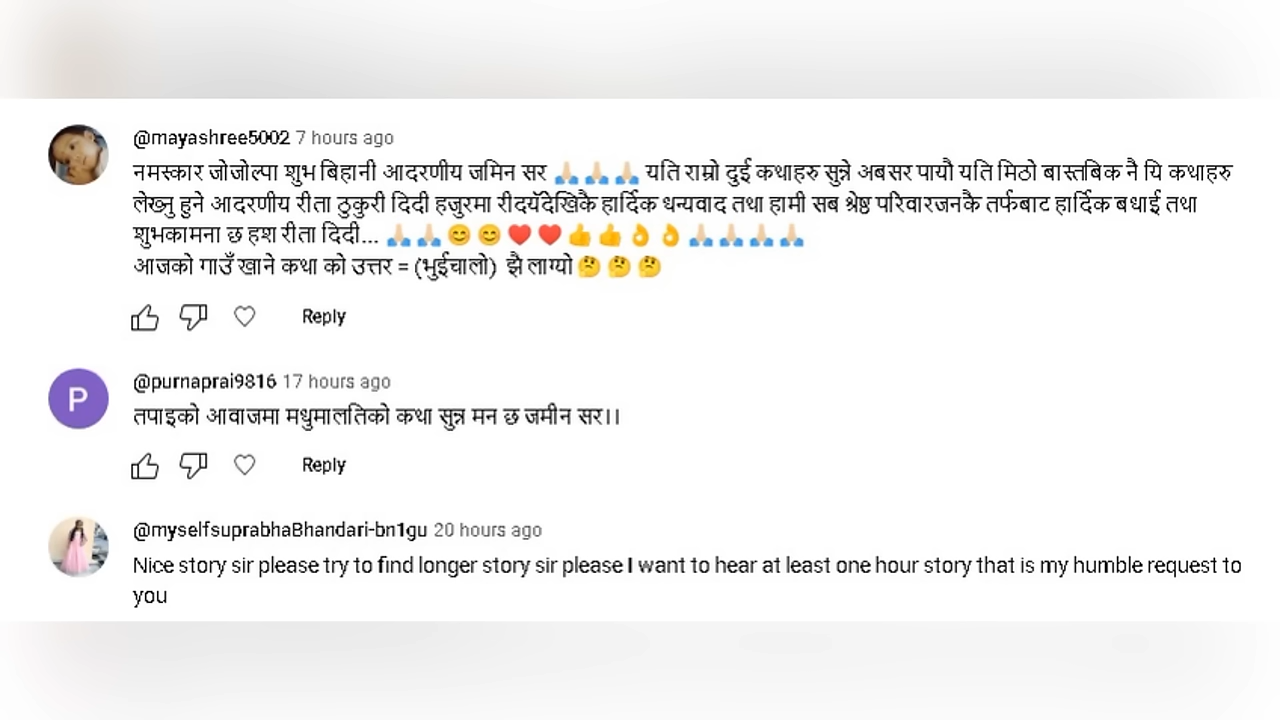 @mayashree5002 7 hours ago
नमस्कार जोजोल्पा शुभ बिहानी आदरणीय जमिन सर 🙏🏻🙏🏻🙏🏻 यति राम्रो दुई कथाहरु सुन्ने अबसर पायौ यति मिठो बास्तबिक नै यि कथाहरु
लेख्नु हुने आदरणीय रीता ठुकुरी दिदी हजुरमा रीदयँदेखिकै हार्दिक धन्यवाद तथा हामी सब श्रेष्ठ परिवारजनकै तर्फबाट हार्दिक बधाई तथा
शुभकामना छ हश रीता दिदी... 🙏🏻🙏🏻😊😊❤️❤️👍👍👌👌🙏🏻🙏🏻🙏🏻🙏🏻
आजको गाउँ खाने कथा को उत्तर = (भुईचालो) झै लाग्यो 🤔🤔🤔
Reply
P
@purnaprai9816 17 hours ago
तपाइको आवाजमा मधुमालतिको कथा सुन्न मन छ जमीन सर।।
Reply
@myselfsuprabhaBhandari-bn1gu 20 hours ago
Nice story sir please try to find longer story sir please I want to hear at least one hour story that is my humble request to
you